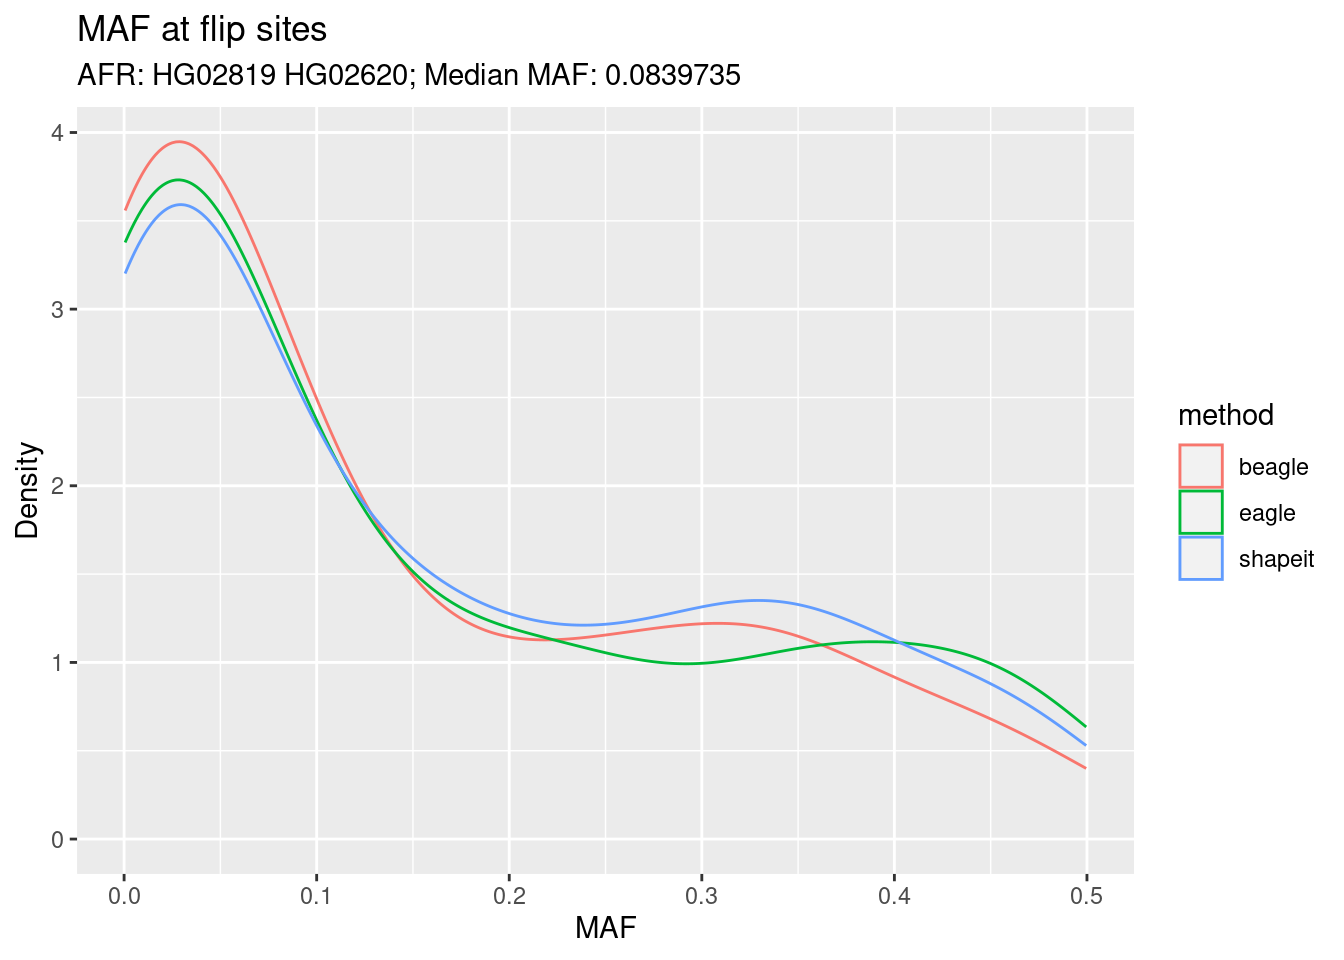 MAF at flip sites
AFR: HG02819 HG02620; Median MAF: 0.0839735
4
3
2
1
0
Density
0.0 0.1 0.2 0.3 0.4 0.5
MAF
method
beagle
eagle
shapeit